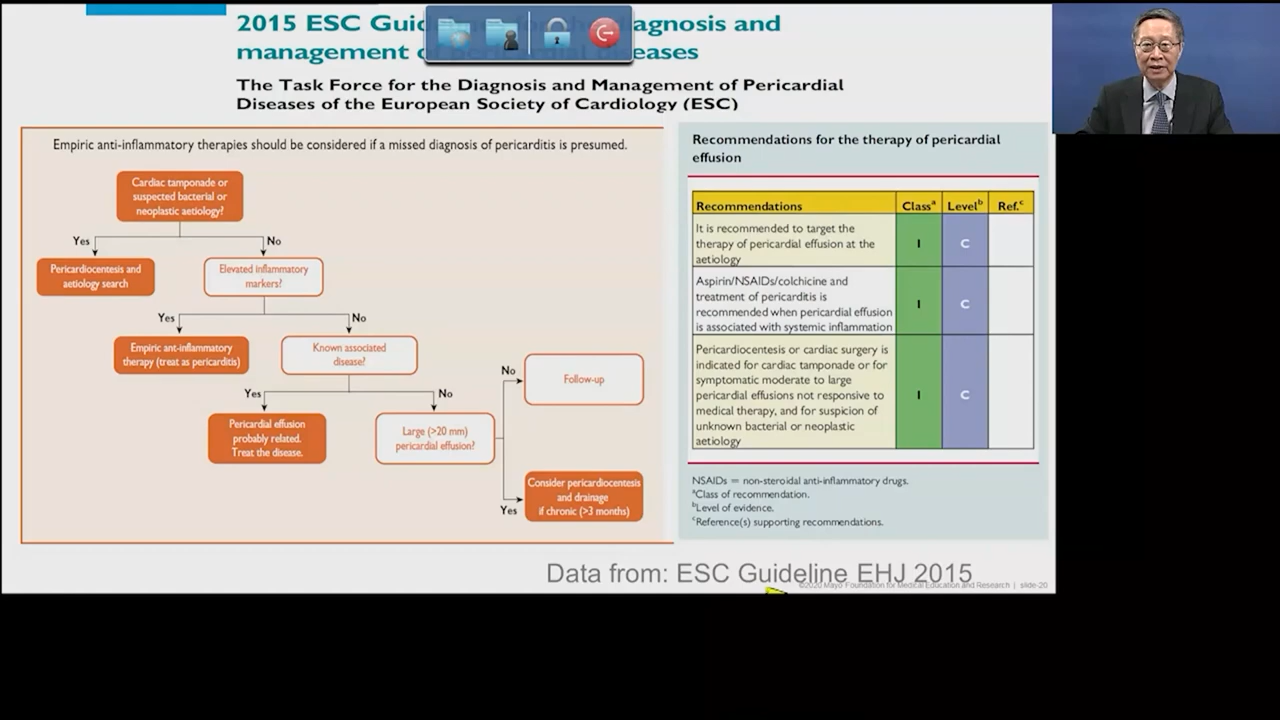 2015 ESC Gui agnosis and
management eases
The Task Force for the Diagnosis and Management of Pericardial
Diseases of the European Society of Cardiology (ESC)
Empiric anti-inflammatory therapies should be considered if a missed diagnosis of pericarditis is presumed.
Cardiac tamponade or
suspected bacterial or
neoplastic aetiology?
Yes
No
Pericardiocentesis and
aetiology search
Elevated inflammatory
markers?
Yes
No
Empiric ant-inflammatory
therapy (treat as pericarditis)
Known associated
disease?
Yes
No
Pericardial effusion
probably related.
Treat the disease.
Large (>20 mm)
pericardial effusion?
No
Follow-up
Yes
Consider pericardiocentesis
and drainage
if chronic (>3 months)
Recommendations for the therapy of pericardial
effusion
Recommendations Classa Levelb Ref.c
It is recommended to target the
therapy of pericardial effusion at the
aetiology
I C
Aspirin/NSAIDs/colchicine and
treatment of pericarditis is
recommended when pericardial effusion
is associated with systemic inflammation
I C
Pericardiocentesis or cardiac surgery is
indicated for cardiac tamponade or for
symptomatic moderate to large
pericardial effusions not responsive to
medical therapy, and for suspicion of
unknown bacterial or neoplastic
aetiology
I C
NSAIDs = non-steroidal anti-inflammatory drugs.
aClass of recommendation.
bLevel of evidence.
cReference(s) supporting recommendations.
Data from: ESC Guideline EHJ 2015
©2020 Mayo Foundation for Medical Education and Research | slide-20